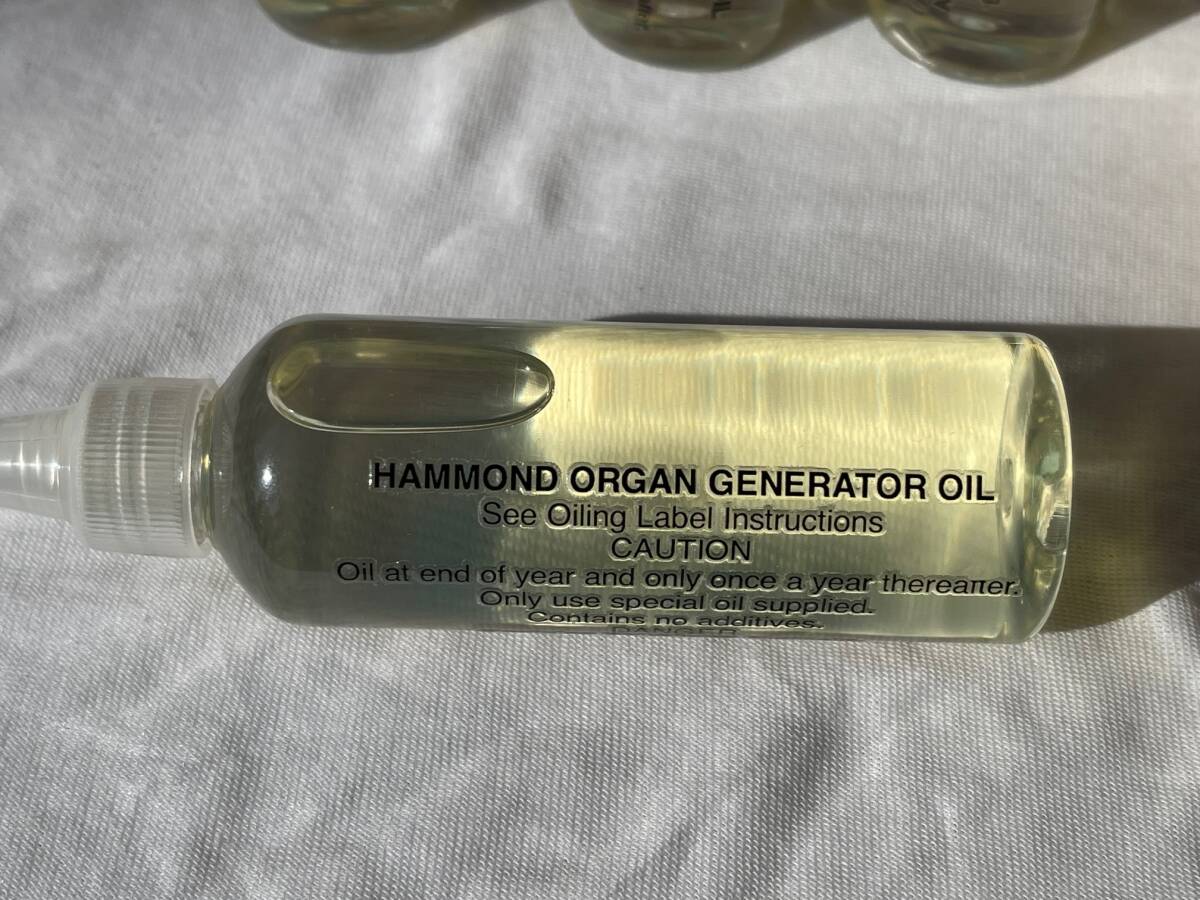 HAMMOND ORGAN GENERATOR OIL
See Oiling Label Instructions
CAUTION
Oil at end of year and only once a year thereafter.
Only use special oil supplied.
Contains no additives.
DANGER